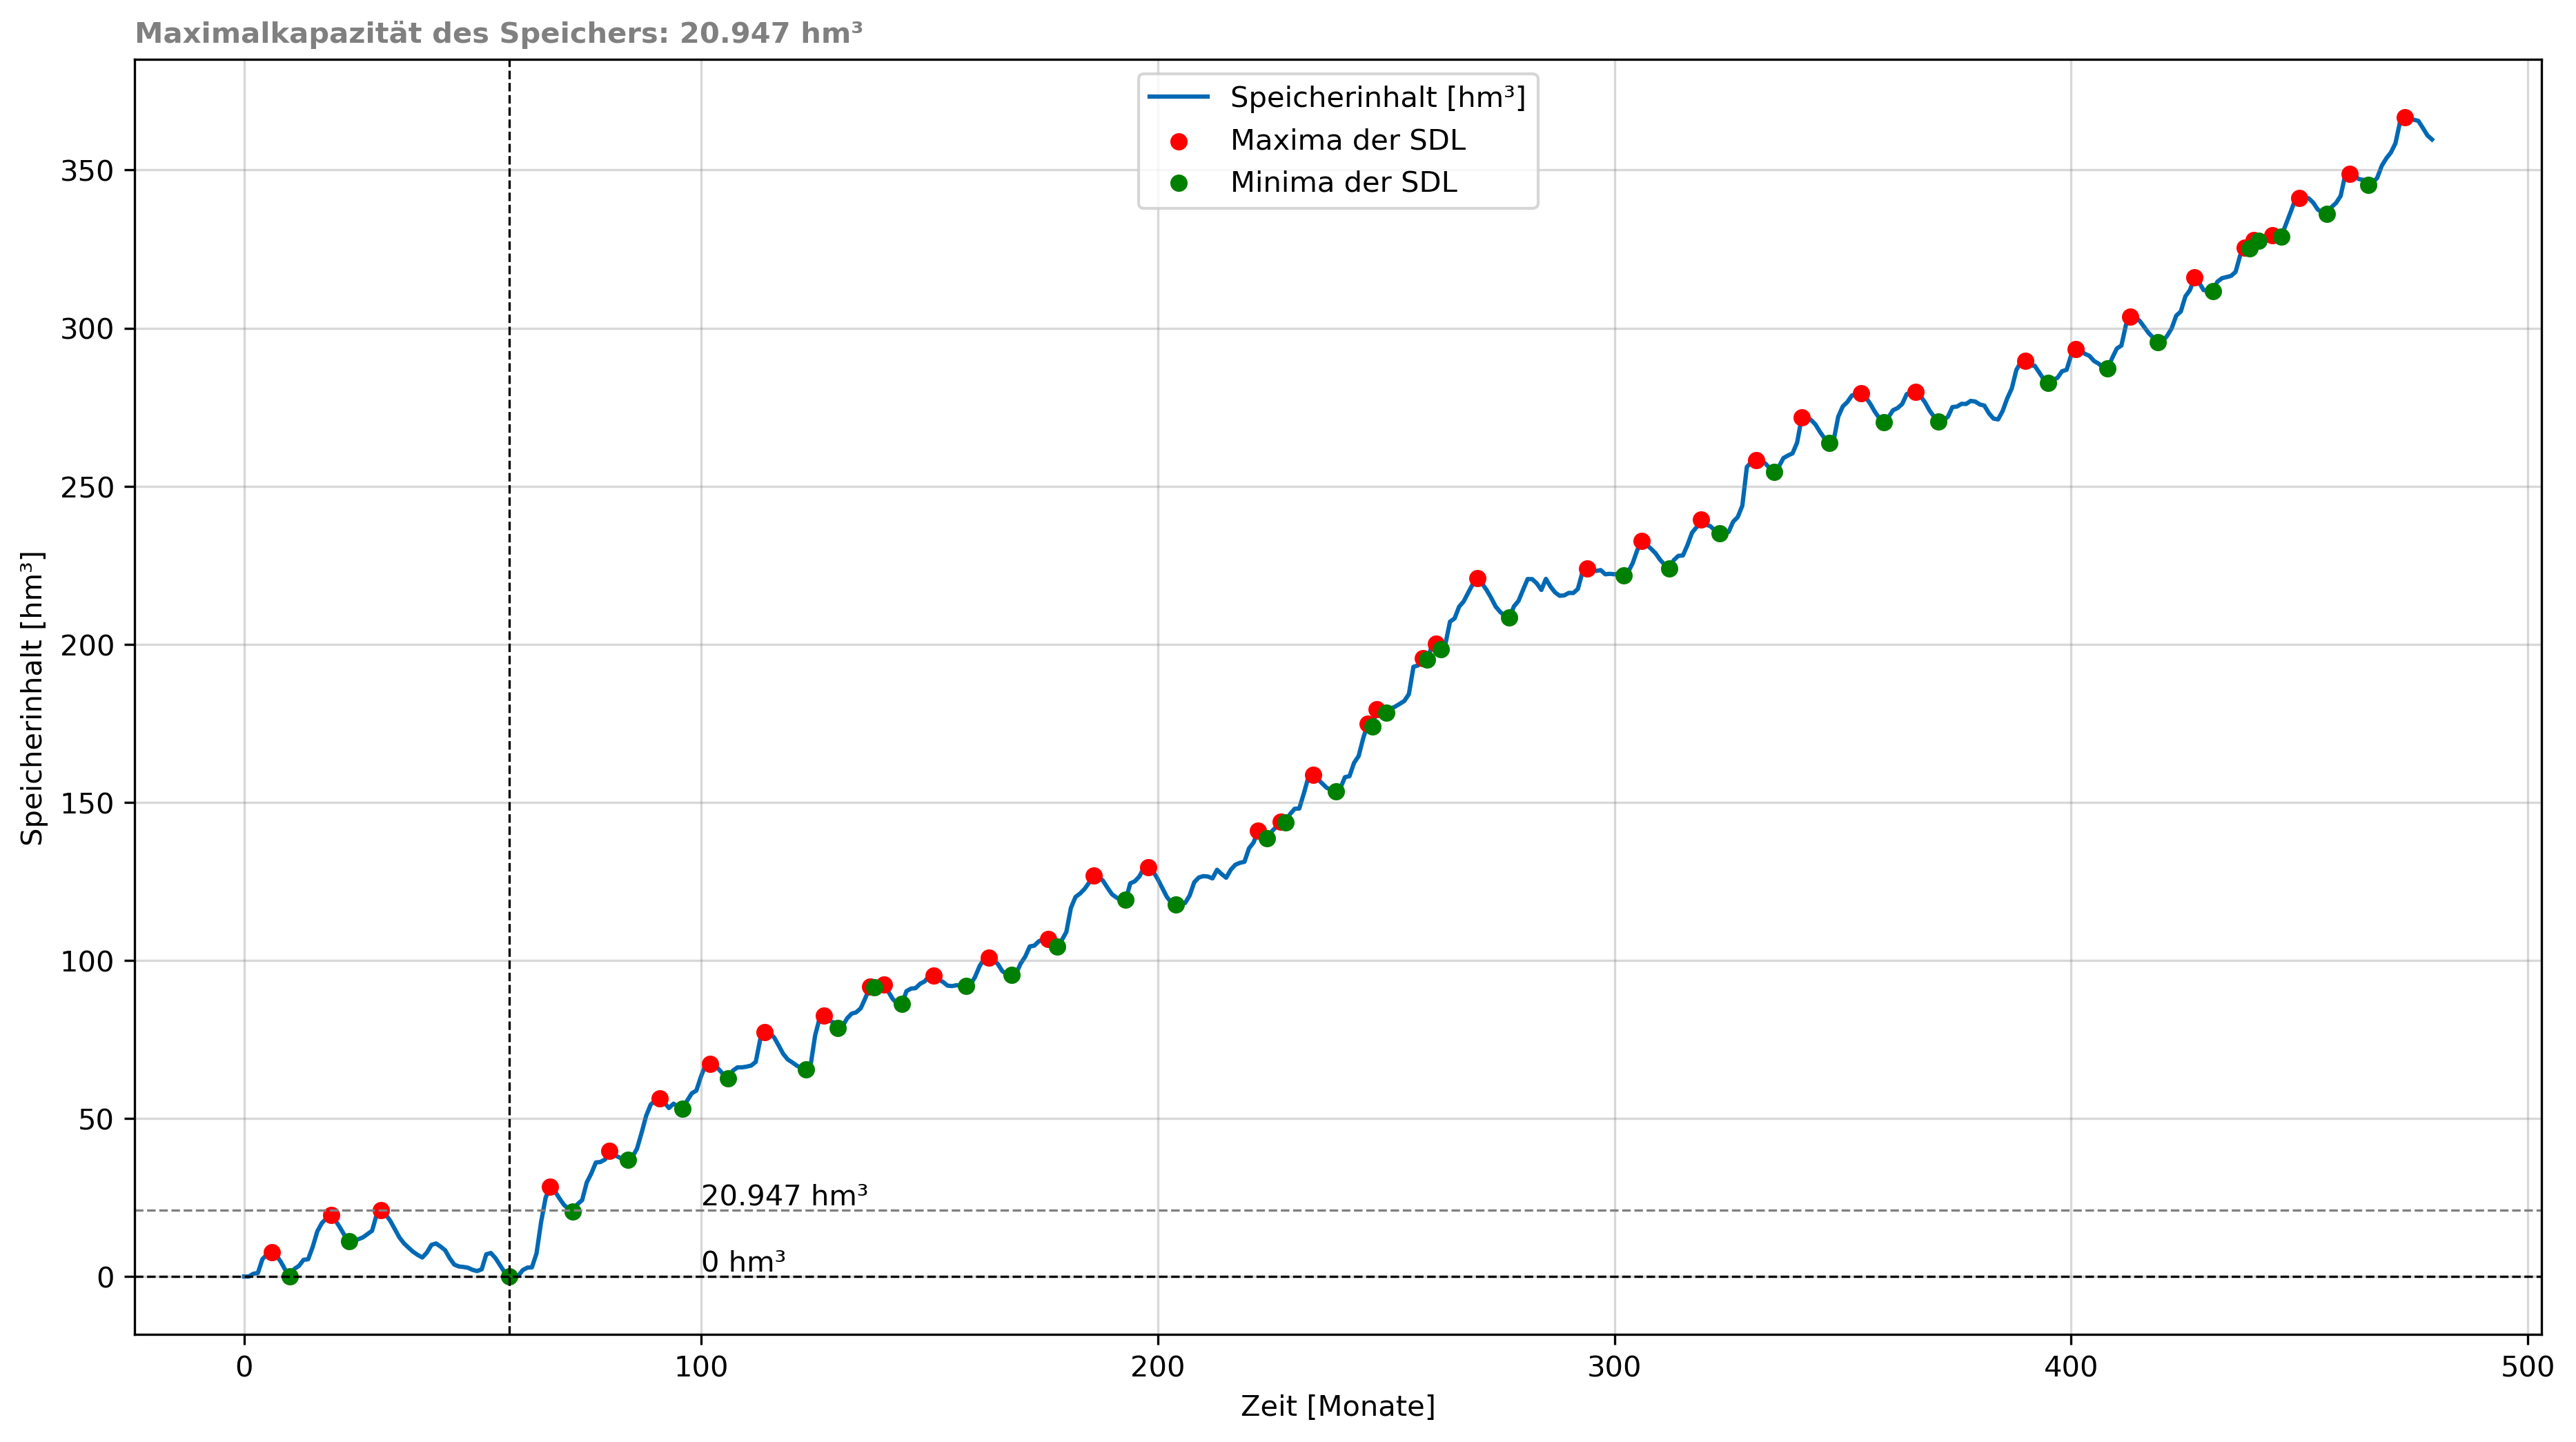 Maximalkapazität des Speichers: 20.947 hm³
Speicherinhalt [hm³]
Maxima der SDL
Minima der SDL
350
300
250
200
150
100
50
0
Speicherinhalt [hm³]
20.947 hm³
0 hm³
0
100
200
300
400
500
Zeit [Monate]